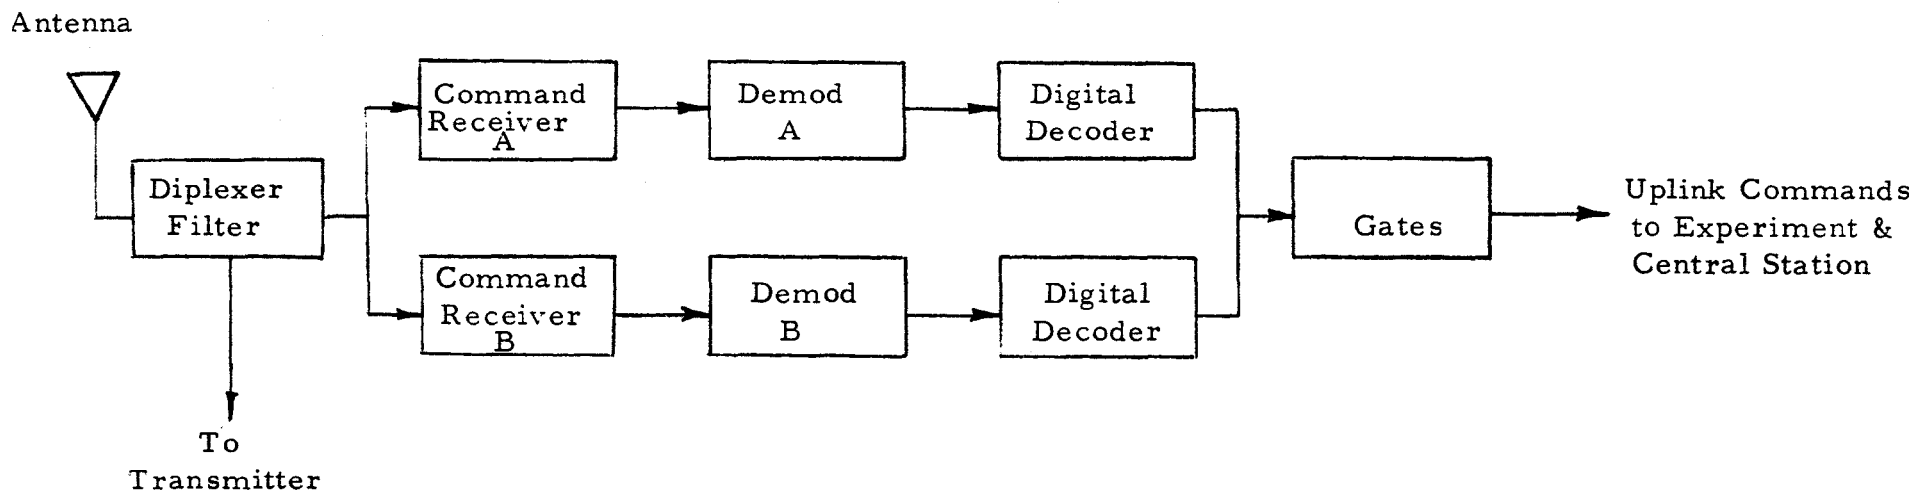 Antenna
Diplexer
Filter
To
Transmitter
Command
Receiver
A
Demod
A
Digital
Decoder
Command
Receiver
B
Demod
B
Digital
Decoder
Gates
Uplink Commands
to Experiment &
Central Station